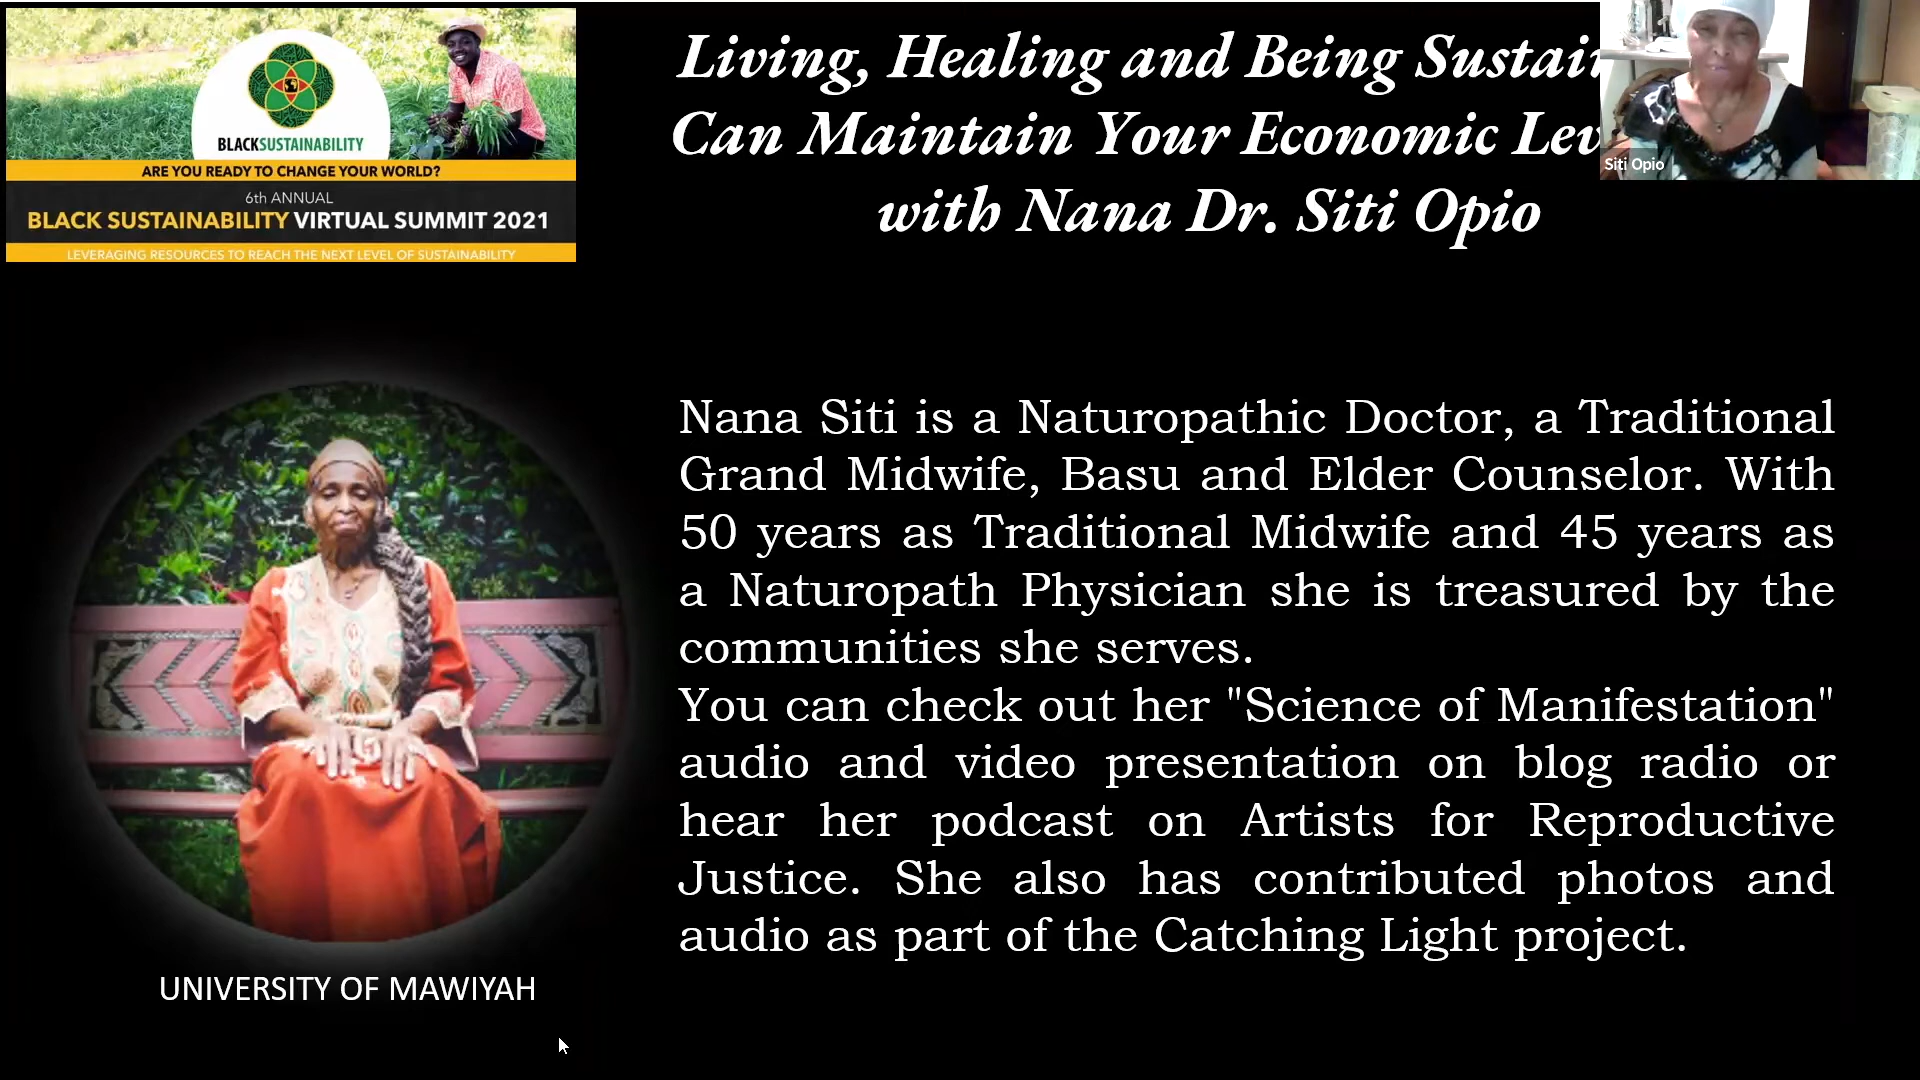 BLACKSUSTAINABILITY
ARE YOU READY TO CHANGE YOUR WORLD?
6th ANNUAL
BLACK SUSTAINABILITY VIRTUAL SUMMIT 2021
LEVERAGING RESOURCES TO REACH THE NEXT LEVEL OF SUSTAINABILITY
Living, Healing and Being
Can Maintain Your Economic
with Nana Dr. Siti Opio
Siti Opio
Nana Siti is a Naturopathic Doctor, a Traditional
Grand Midwife, Basu and Elder Counselor. With
50 years as Traditional Midwife and 45 years as
a Naturopath Physician she is treasured by the
communities she serves.
You can check out her "Science of Manifestation"
audio and video presentation on blog radio or
hear her podcast on Artists for Reproductive
Justice. She also has contributed photos and
audio as part of the Catching Light project.
UNIVERSITY OF MAWIYAH